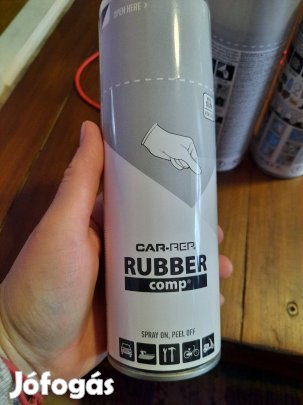 OPEN HERE >
CAR-REP
RUBBER
comp®
SPRAY ON, PEEL OFF
Jófogás